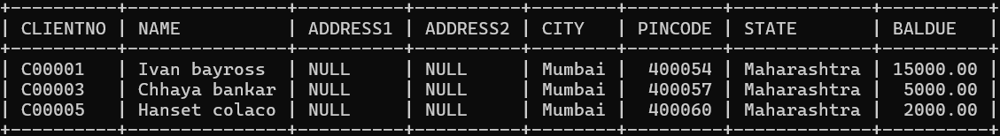 +----------+---------------+----------+----------+--------+---------+-------------+----------+
| CLIENTNO | NAME          | ADDRESS1 | ADDRESS2 | CITY   | PINCODE | STATE       | BALDUE   |
+----------+---------------+----------+----------+--------+---------+-------------+----------+
| C00001   | Ivan bayross  | NULL     | NULL     | Mumbai |  400054 | Maharashtra | 15000.00 |
| C00003   | Chhaya bankar | NULL     | NULL     | Mumbai |  400057 | Maharashtra |  5000.00 |
| C00005   | Hanset colaco | NULL     | NULL     | Mumbai |  400060 | Maharashtra |  2000.00 |
+----------+---------------+----------+----------+--------+---------+-------------+----------+